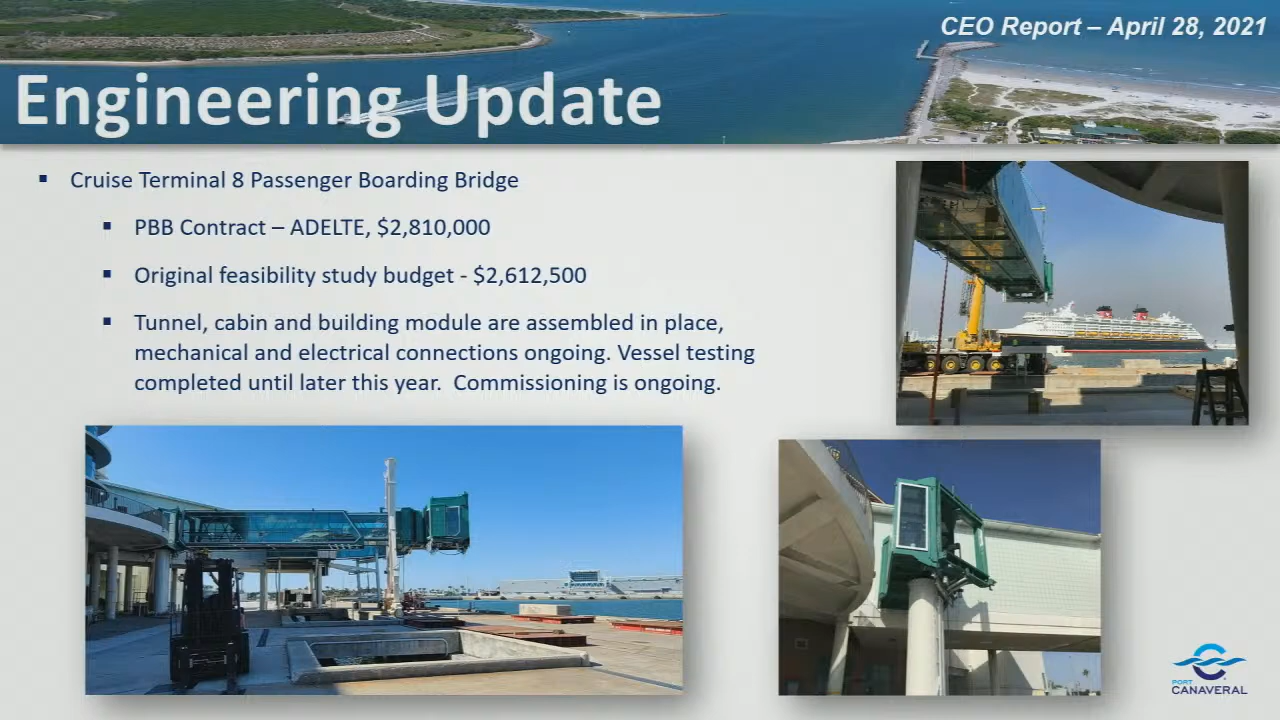 CEO Report – April 28, 2021
Engineering Update
▪ Cruise Terminal 8 Passenger Boarding Bridge
▪ PBB Contract – ADELTE, $2,810,000
▪ Original feasibility study budget - $2,612,500
▪ Tunnel, cabin and building module are assembled in place,
mechanical and electrical connections ongoing. Vessel testing
completed until later this year.  Commissioning is ongoing.
PORT
CANAVERAL